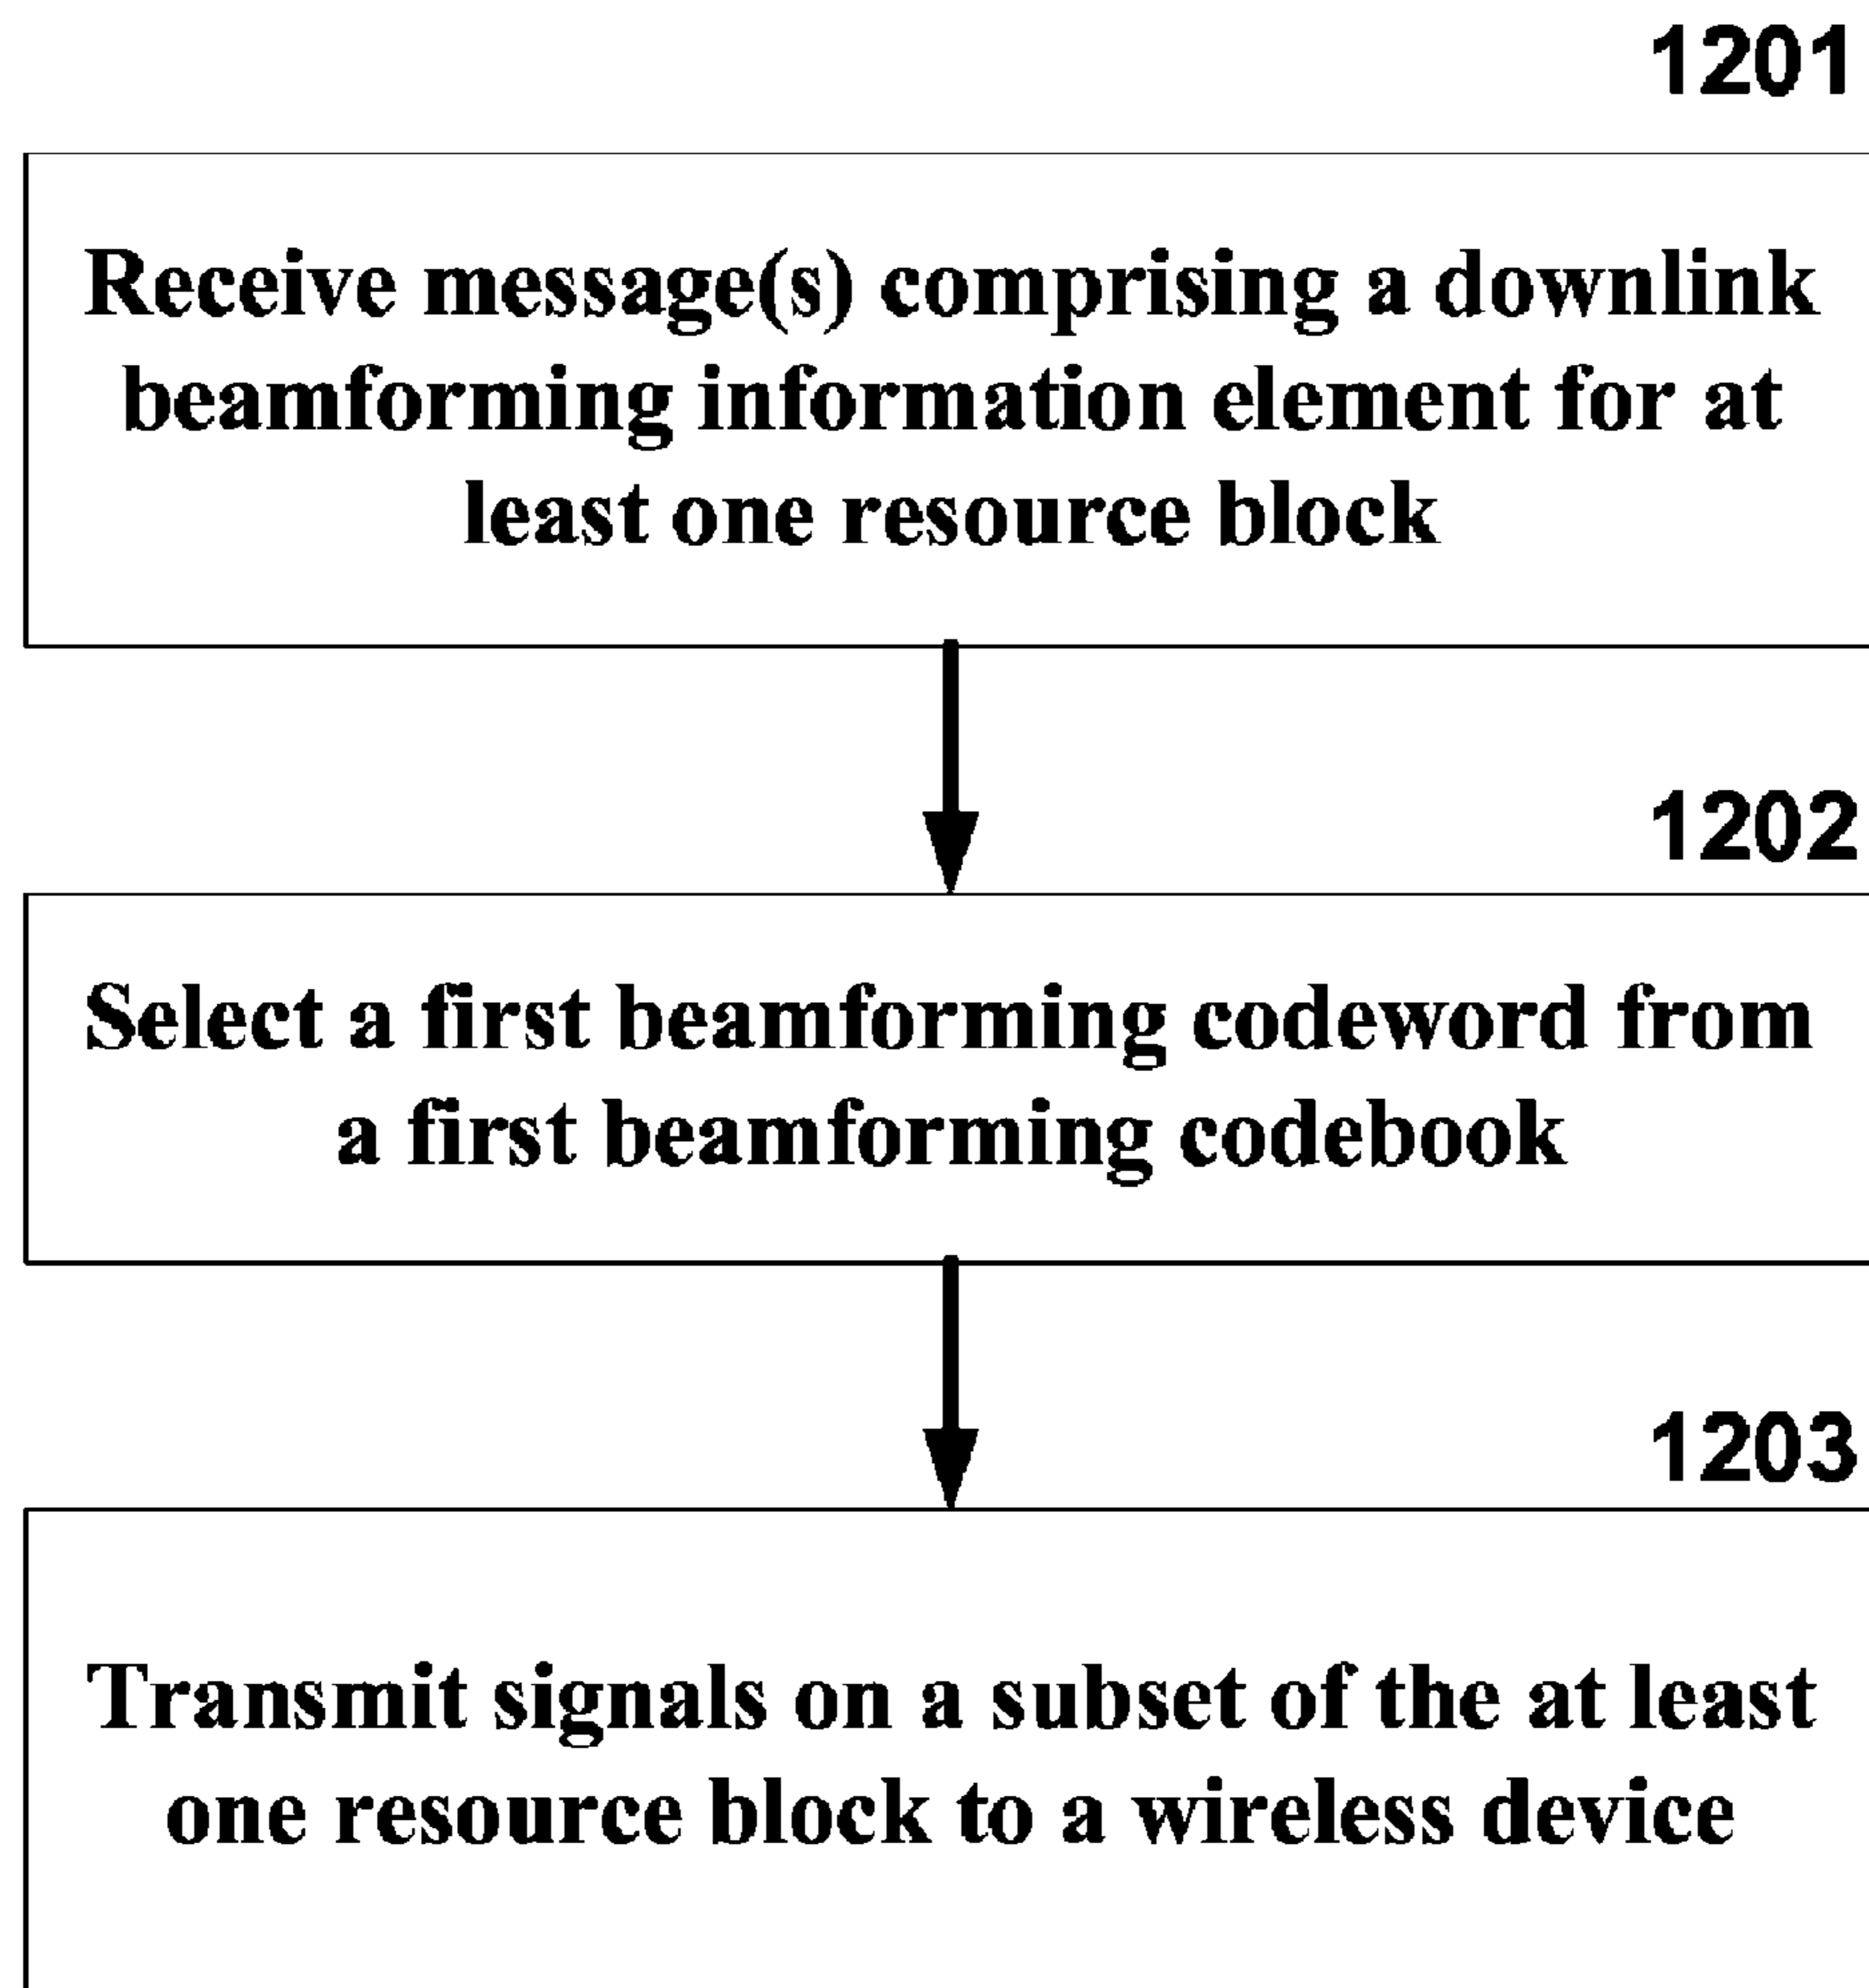 1201
Receive message(s) comprising a downlink
beamforming information element for at
least one resource block
1202
Select a first beamforming codeword from
a first beamforming codebook
1203
Transmit signals on a subset of the at least
one resource block to a wireless device